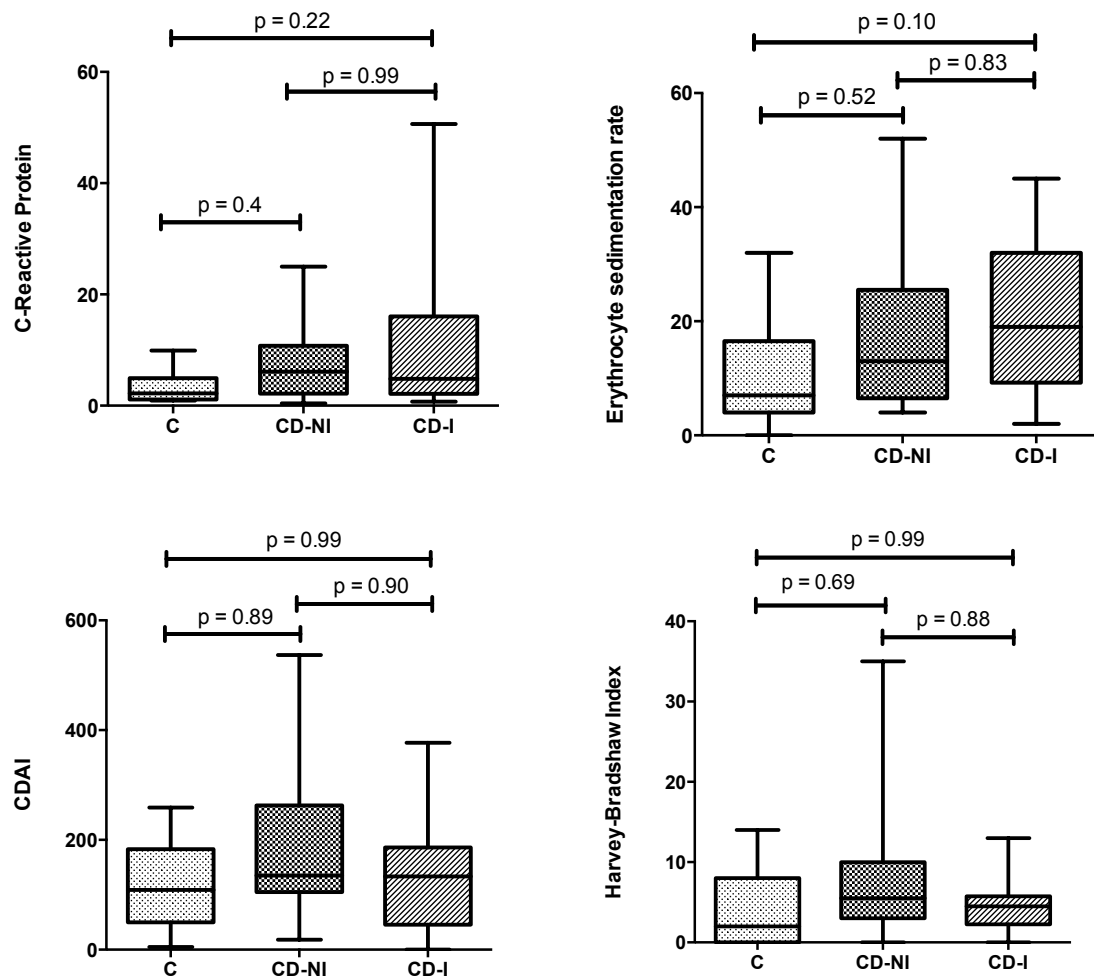 p = 0.22
p = 0.99
p = 0.4
C-Reactive Protein
60
40
20
0
C
CD-NI
CD-I
p = 0.10
p = 0.83
p = 0.52
Erythrocyte sedimentation rate
60
40
20
0
C
CD-NI
CD-I
p = 0.99
p = 0.90
p = 0.89
CDAI
600
400
200
0
C
CD-NI
CD-I
p = 0.99
p = 0.69
p = 0.88
Harvey-Bradshaw Index
40
30
20
10
0
C
CD-NI
CD-I